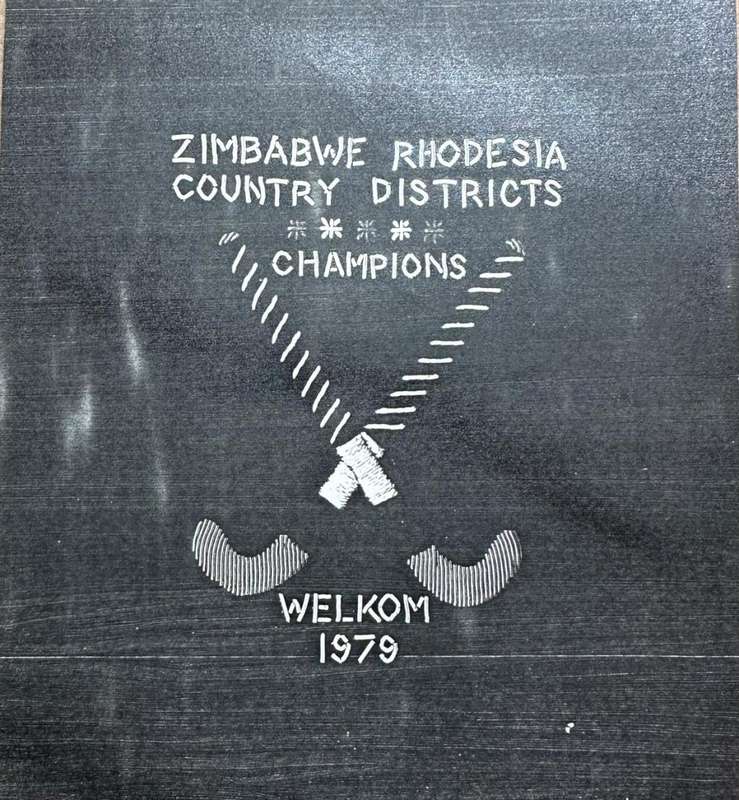 ZIMBABWE RHODESIA
COUNTRY DISTRICTS
CHAMPIONS
WELKOM
1979